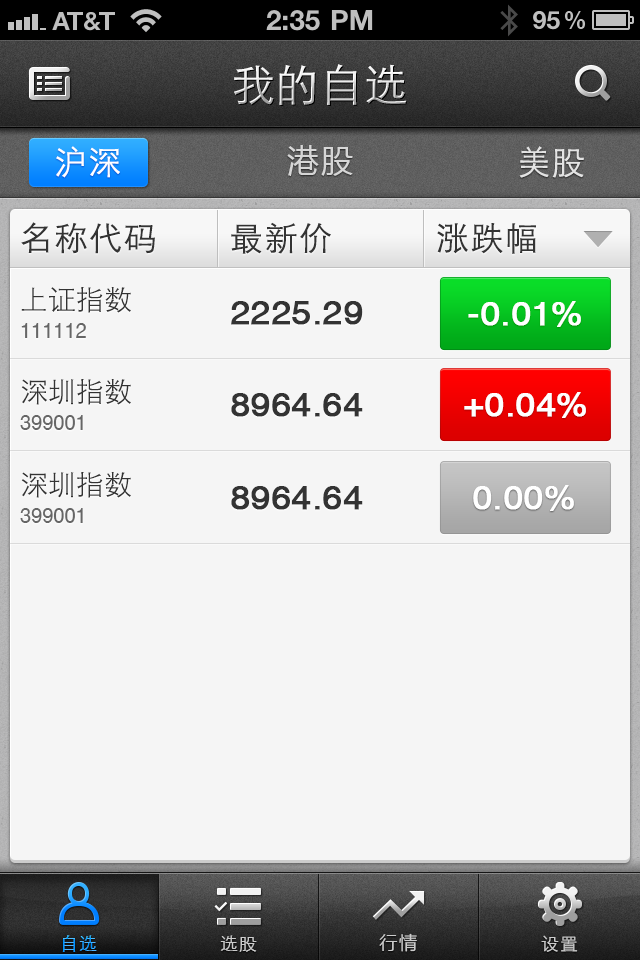 AT&T 2:35 PM 95%
我的自选
沪深 港股 美股
名称代码 最新价 涨跌幅
上证指数 2225.29 -0.01%
111112
深圳指数 8964.64 +0.04%
399001
深圳指数 8964.64 0.00%
399001
自选 选股 行情 设置